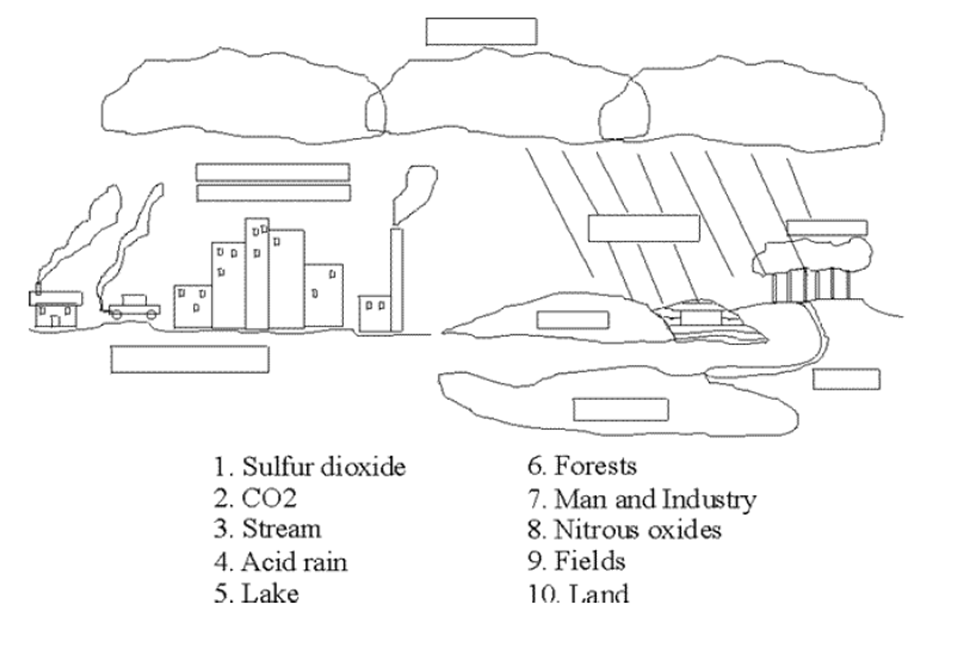 1. Sulfur dioxide
2. CO2
3. Stream
4. Acid rain
5. Lake
6. Forests
7. Man and Industry
8. Nitrous oxides
9. Fields
10. Land